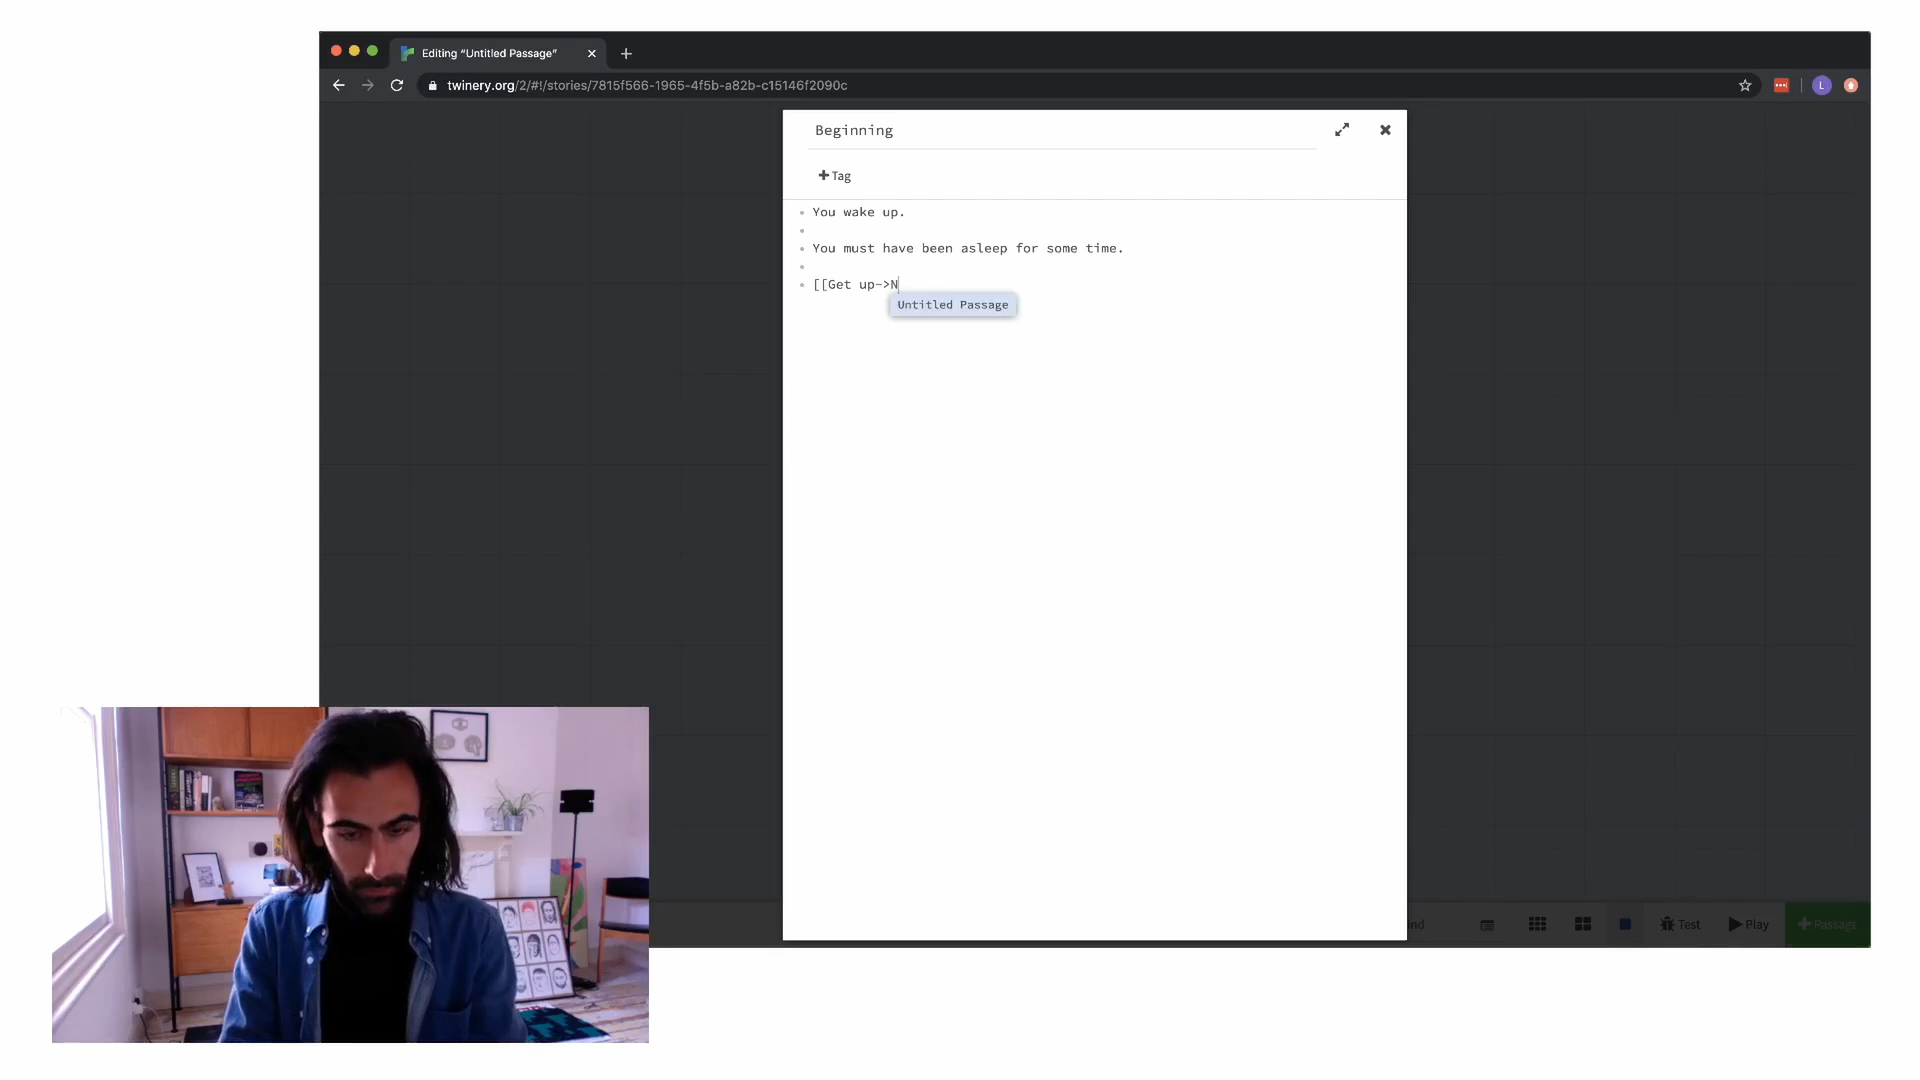 Editing “Untitled Passage”
twinery.org/2/#!/stories/7815f566-1965-4f5b-a82b-c15146f2090c
L
Beginning
Tag
You wake up.
You must have been asleep for some time.
[[Get up->N
Untitled Passage
Test
Play
Passage